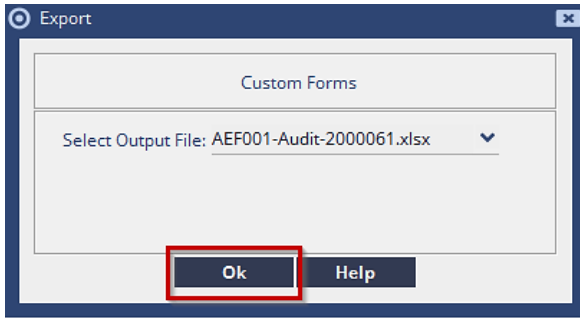 Export
Custom Forms
Select Output File: AEF001-Audit-2000061.xlsx
Ok Help